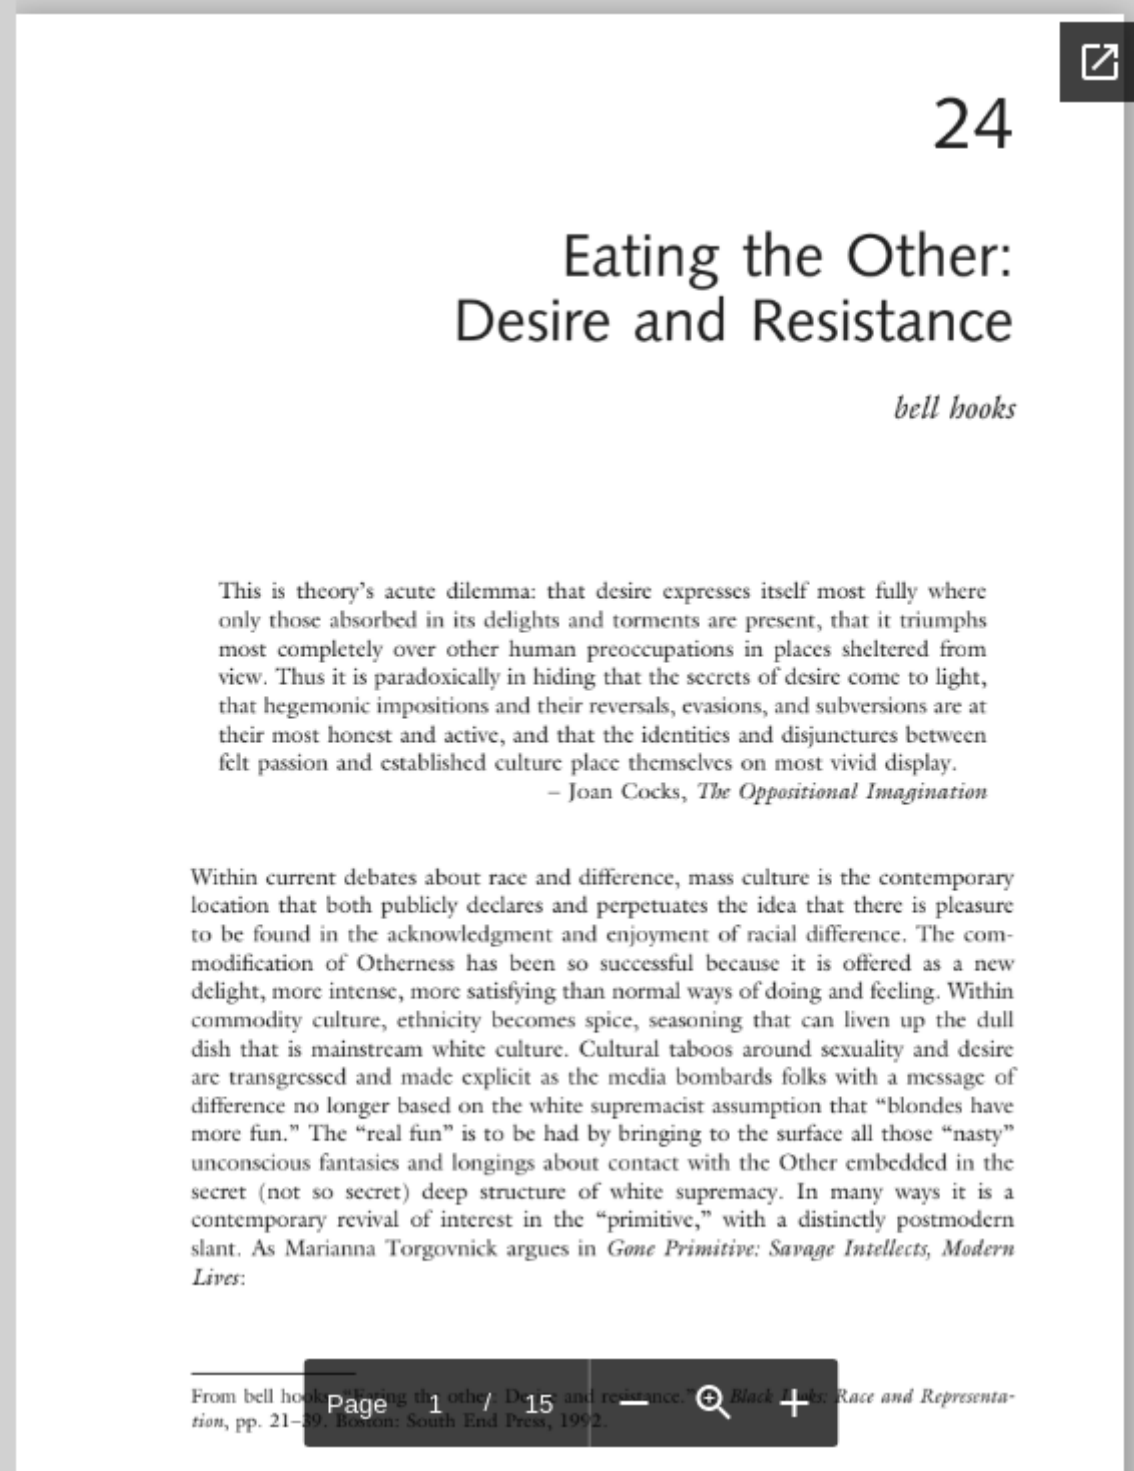 24
Eating the Other:
Desire and Resistance
bell hooks
This is theory's acute dilemma: that desire expresses itself most fully where
only those absorbed in its delights and torments are present, that it triumphs
most completely over other human preoccupations in places sheltered from
view. Thus it is paradoxically in hiding that the secrets of desire come to light,
that hegemonic impositions and their reversals, evasions, and subversions are at
their most honest and active, and that the identities and disjunctures between
felt passion and established culture place themselves on most vivid display.
– Joan Cocks, The Oppositional Imagination
Within current debates about race and difference, mass culture is the contemporary
location that both publicly declares and perpetuates the idea that there is pleasure
to be found in the acknowledgment and enjoyment of racial difference. The com-
modification of Otherness has been so successful because it is offered as a new
delight, more intense, more satisfying than normal ways of doing and feeling. Within
commodity culture, ethnicity becomes spice, seasoning that can liven up the dull
dish that is mainstream white culture. Cultural taboos around sexuality and desire
are transgressed and made explicit as the media bombards folks with a message of
difference no longer based on the white supremacist assumption that “blondes have
more fun.” The “real fun” is to be had by bringing to the surface all those “nasty”
unconscious fantasies and longings about contact with the Other embedded in the
secret (not so secret) deep structure of white supremacy. In many ways it is a
contemporary revival of interest in the “primitive,” with a distinctly postmodern
slant. As Marianna Torgovnick argues in Gone Primitive: Savage Intellects, Modern
Lives:
From bell hooks, “Eating the other: Desire and resistance.” Black Looks: Race and Representa-
tion, pp. 21–39. Boston: South End Press, 1992.
Page 1 / 15